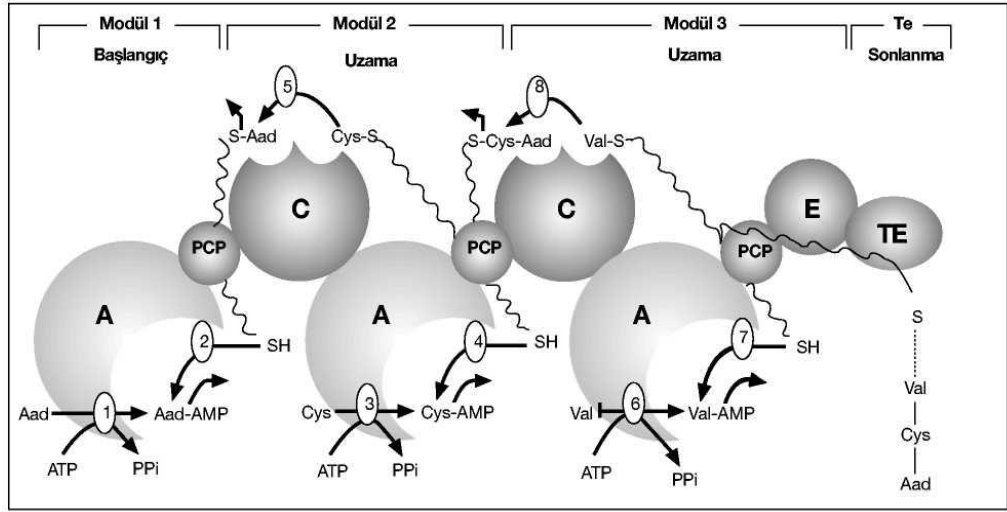 Modül 1
Başlangıç
Modül 2
Uzama
Modül 3
Uzama
Te
Sonlanma
5
8
S-Aad
Cys-S
S-Cys-Aad
Val-S
C
C
E
TE
PCP
PCP
PCP
A
A
A
2
SH
4
SH
7
SH
S
Aad
1
Aad-AMP
Cys
3
Cys-AMP
Val
6
Val-AMP
Val
Cys
Aad
ATP
PPi
ATP
PPi
ATP
PPi